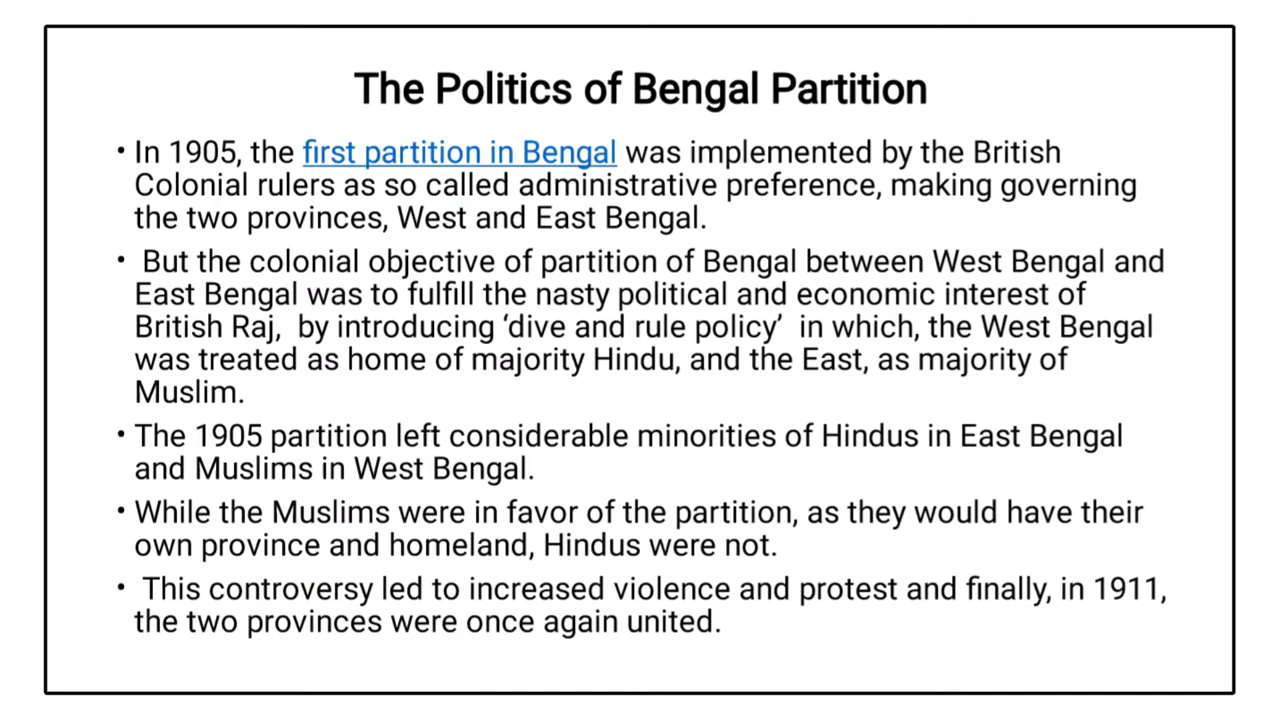 The Politics of Bengal Partition
• In 1905, the first partition in Bengal was implemented by the British
Colonial rulers as so called administrative preference, making governing
the two provinces, West and East Bengal.
• But the colonial objective of partition of Bengal between West Bengal and
East Bengal was to fulfill the nasty political and economic interest of
British Raj,  by introducing ‘dive and rule policy’  in which, the West Bengal
was treated as home of majority Hindu, and the East, as majority of
Muslim.
• The 1905 partition left considerable minorities of Hindus in East Bengal
and Muslims in West Bengal.
• While the Muslims were in favor of the partition, as they would have their
own province and homeland, Hindus were not.
• This controversy led to increased violence and protest and finally, in 1911,
the two provinces were once again united.